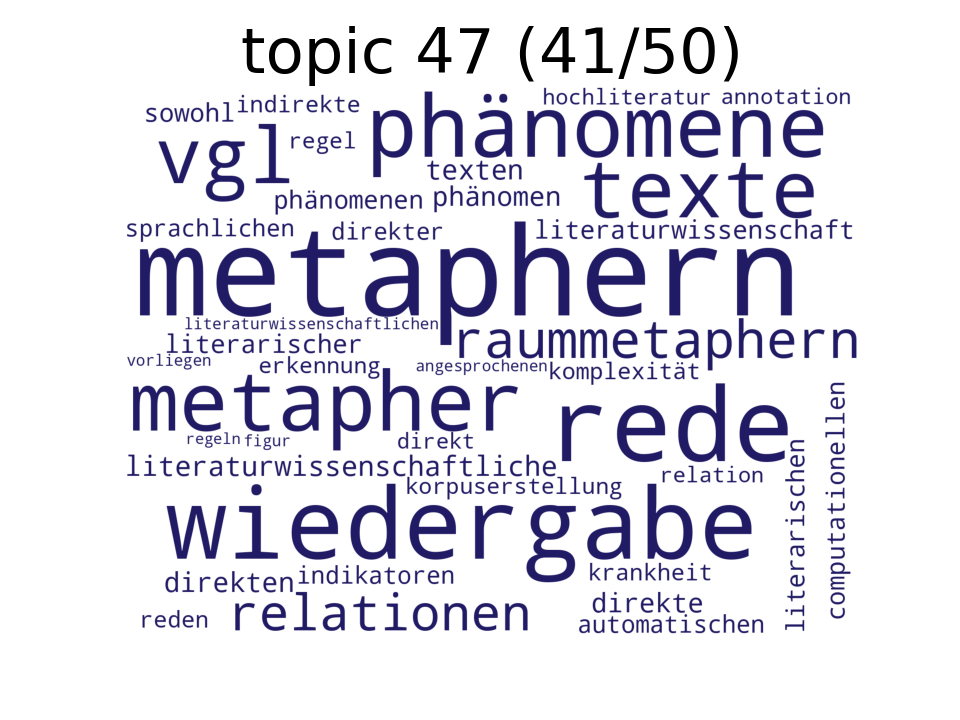 topic 47 (41/50)
hochliteratur annotation
sowohl indirekte
phänomene
vgl regel
texten texte
phänomenen phänomen
sprachlichen direkter literaturwissenschaft
metaphern
literaturwissenschaftlichen
literarischer raummetaphern
vorliegen erkennung angesprochenen komplexität
metapher rede
regeln figur direkt
literaturwissenschaftliche relation
korpuserstellung
wiedergabe
literarischen
computationellen
direkten indikatoren krankheit
reden relationen direkte
automatischen